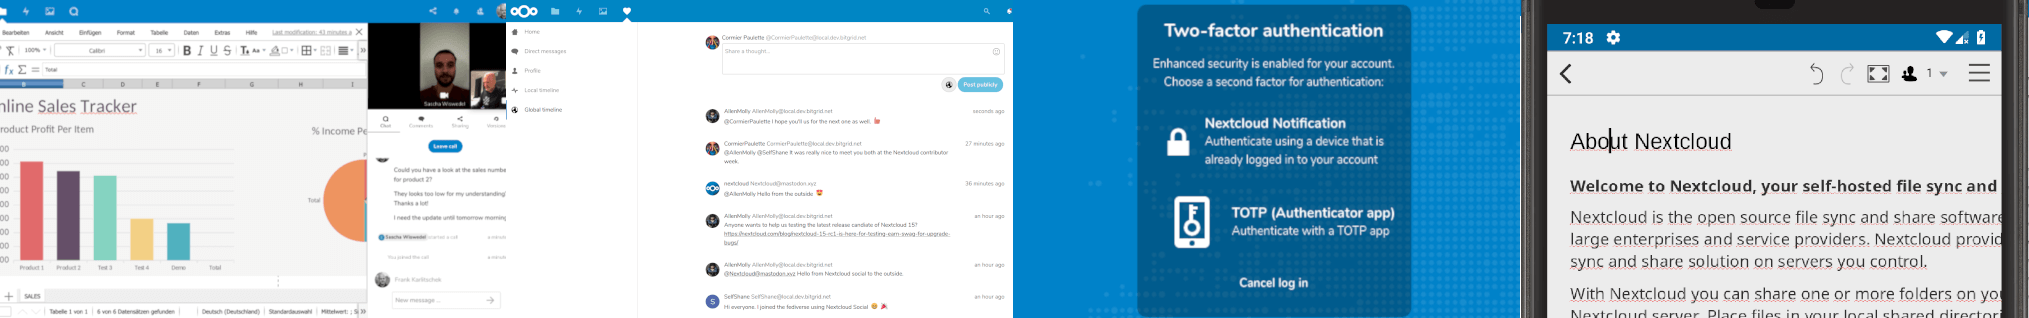 Bearbeiten Ansicht Einfügen Format Tabelle Daten Extras Hilfe Last modification: 43 minutes a
100% Calibri 16 B I U S
Total
B C D E F G H I
nline Sales Tracker
roduct Profit Per Item
% Income Pe
Product 1 Product 2 Test 3 Test 4 Demo Total
Total
SALES
Tabelle 1 von 1 6 von 6 Datensätzen gefunden Deutsch (Deutschland) Standardauswahl Mittelwert: ; S
Sascha Wiswedel
Chat Comments Sharing Versions
Leave call
Could you have a look at the sales numbe
for product 2?
They looks too low for my understanding!
Thanks a lot!
I need the update until tomorrow morning
Sascha Wiswedel started a call
You joined the call
Frank Karlitschek
New message ...
Home
Direct messages
Profile
Local timeline
Global timeline
Cormier Paulette @CormierPaulette@local.dev.bitgrid.net
Share a thought...
Post publicly
AllenMolly AllenMolly@local.dev.bitgrid.net seconds ago
@CormierPaulette I hope you'll us for the next one as well.
CormierPaulette CormierPaulette@local.dev.bitgrid.net 27 minutes ago
@AllenMolly @SelfShane It was really nice to meet you both at the Nextcloud contributor
week.
nextcloud Nextcloud@mastodon.xyz 36 minutes ago
@AllenMolly Hello from the outside
AllenMolly AllenMolly@local.dev.bitgrid.net an hour ago
Anyone wants to help us testing the latest release candiate of Nextcloud 15?
https://nextcloud.com/blog/nextcloud-15-rc1-is-here-for-testing-earn-swag-for-upgrade-
bugs/
AllenMolly AllenMolly@local.dev.bitgrid.net an hour ago
@Nextcloud@mastodon.xyz Hello from Nextcloud social to the outside.
S
SelfShane SelfShane@local.dev.bitgrid.net an hour ago
Hi everyone. I joined the fediverse using Nextcloud Social
Two-factor authentication
Enhanced security is enabled for your account.
Choose a second factor for authentication:
Nextcloud Notification
Authenticate using a device that is
already logged in to your account
TOTP (Authenticator app)
Authenticate with a TOTP app
Cancel log in
7:18
1
About Nextcloud
Welcome to Nextcloud, your self-hosted file sync and
Nextcloud is the open source file sync and share software
large enterprises and service providers. Nextcloud provid
sync and share solution on servers you control.
With Nextcloud you can share one or more folders on you
Nextcloud server. Place files in your local shared directori